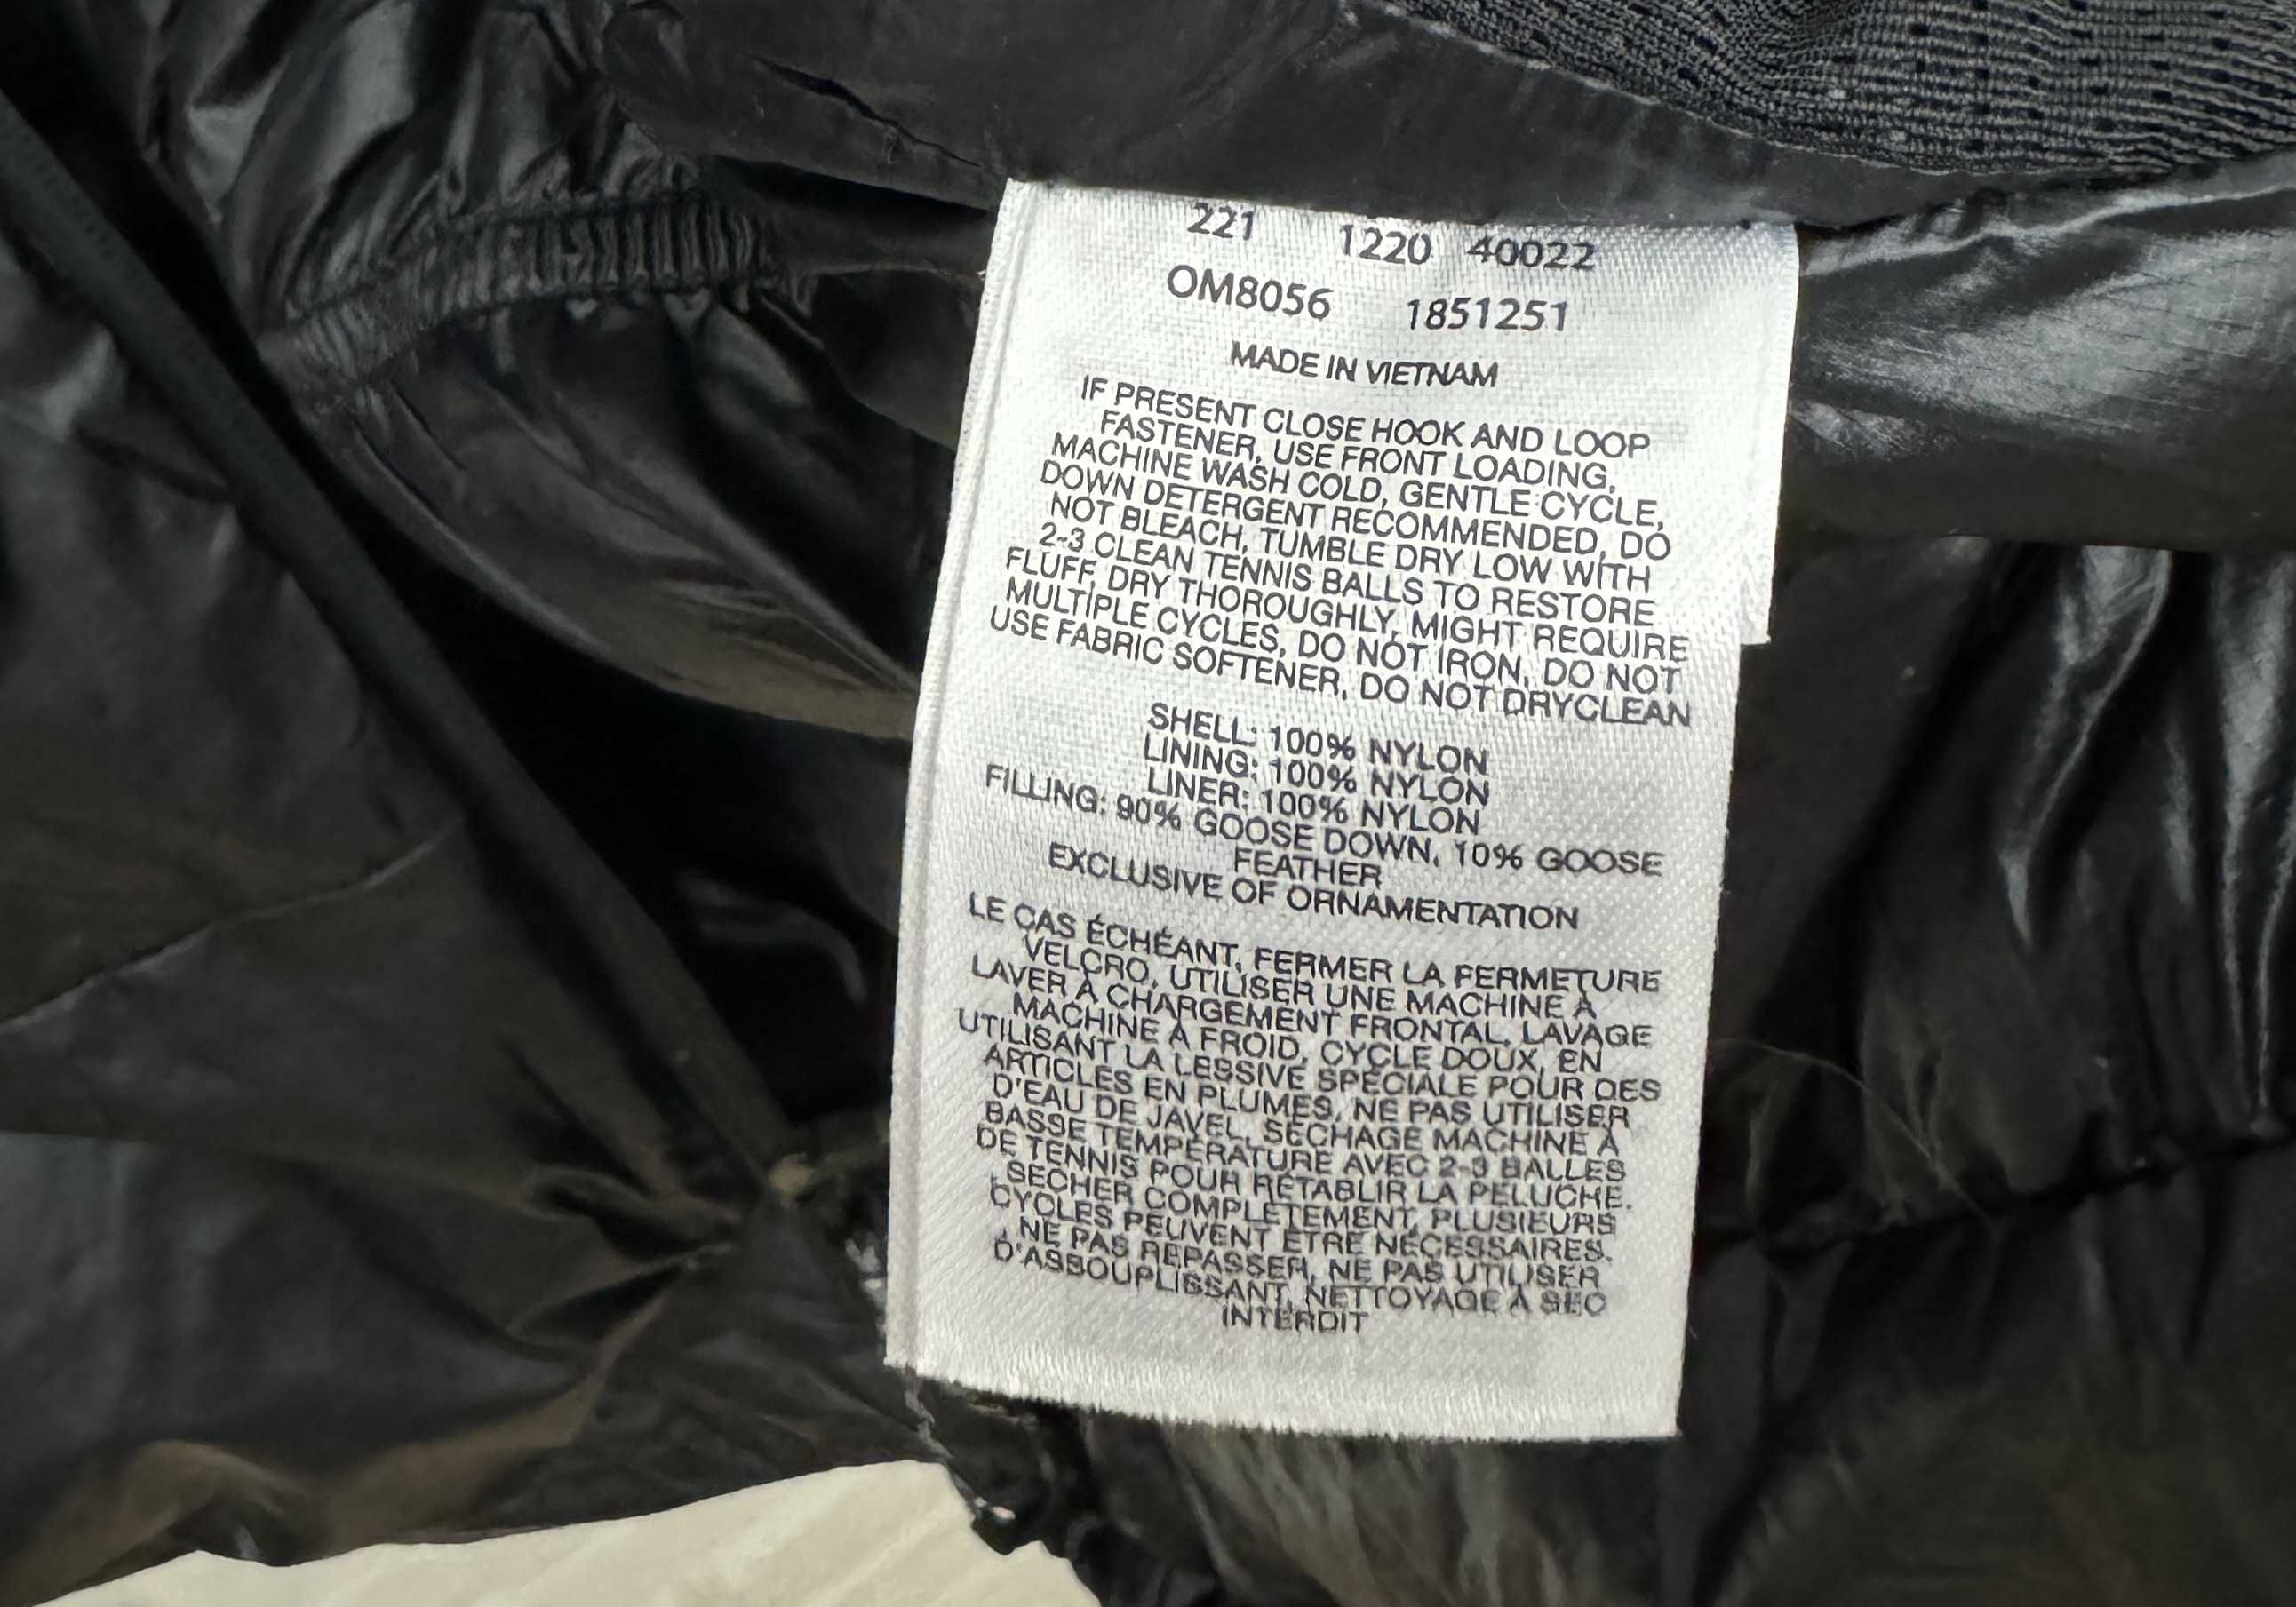 221 1220 40022
OM8056 1851251
MADE IN VIETNAM
IF PRESENT CLOSE HOOK AND LOOP
FASTENER, USE FRONT LOADING,
MACHINE WASH COLD, GENTLE CYCLE,
DOWN DETERGENT RECOMMENDED, DO
NOT BLEACH, TUMBLE DRY LOW WITH
2-3 CLEAN TENNIS BALLS TO RESTORE
FLUFF, DRY THOROUGHLY, MIGHT REQUIRE
MULTIPLE CYCLES, DO NOT IRON, DO NOT
USE FABRIC SOFTENER, DO NOT DRYCLEAN
SHELL: 100% NYLON
LINING: 100% NYLON
LINER: 100% NYLON
FILLING: 90% GOOSE DOWN, 10% GOOSE
FEATHER
EXCLUSIVE OF ORNAMENTATION
LE CAS ÉCHÉANT, FERMER LA FERMETURE
VELCRO, UTILISER UNE MACHINE À
LAVER À CHARGEMENT FRONTAL, LAVAGE
MACHINE À FROID, CYCLE DOUX, EN
UTILISANT LA LESSIVE SPÉCIALE POUR DES
ARTICLES EN PLUMES, NE PAS UTILISER
D'EAU DE JAVEL, SÉCHAGE MACHINE À
BASSE TEMPÉRATURE AVEC 2-3 BALLES
DE TENNIS POUR RÉTABLIR LA PELUCHE.
SÉCHER COMPLÈTEMENT, PLUSIEURS
CYCLES PEUVENT ÊTRE NÉCESSAIRES.
NE PAS REPASSER, NE PAS UTILISER
D'ASSOUPLISSANT, NETTOYAGE À SEC
INTERDIT